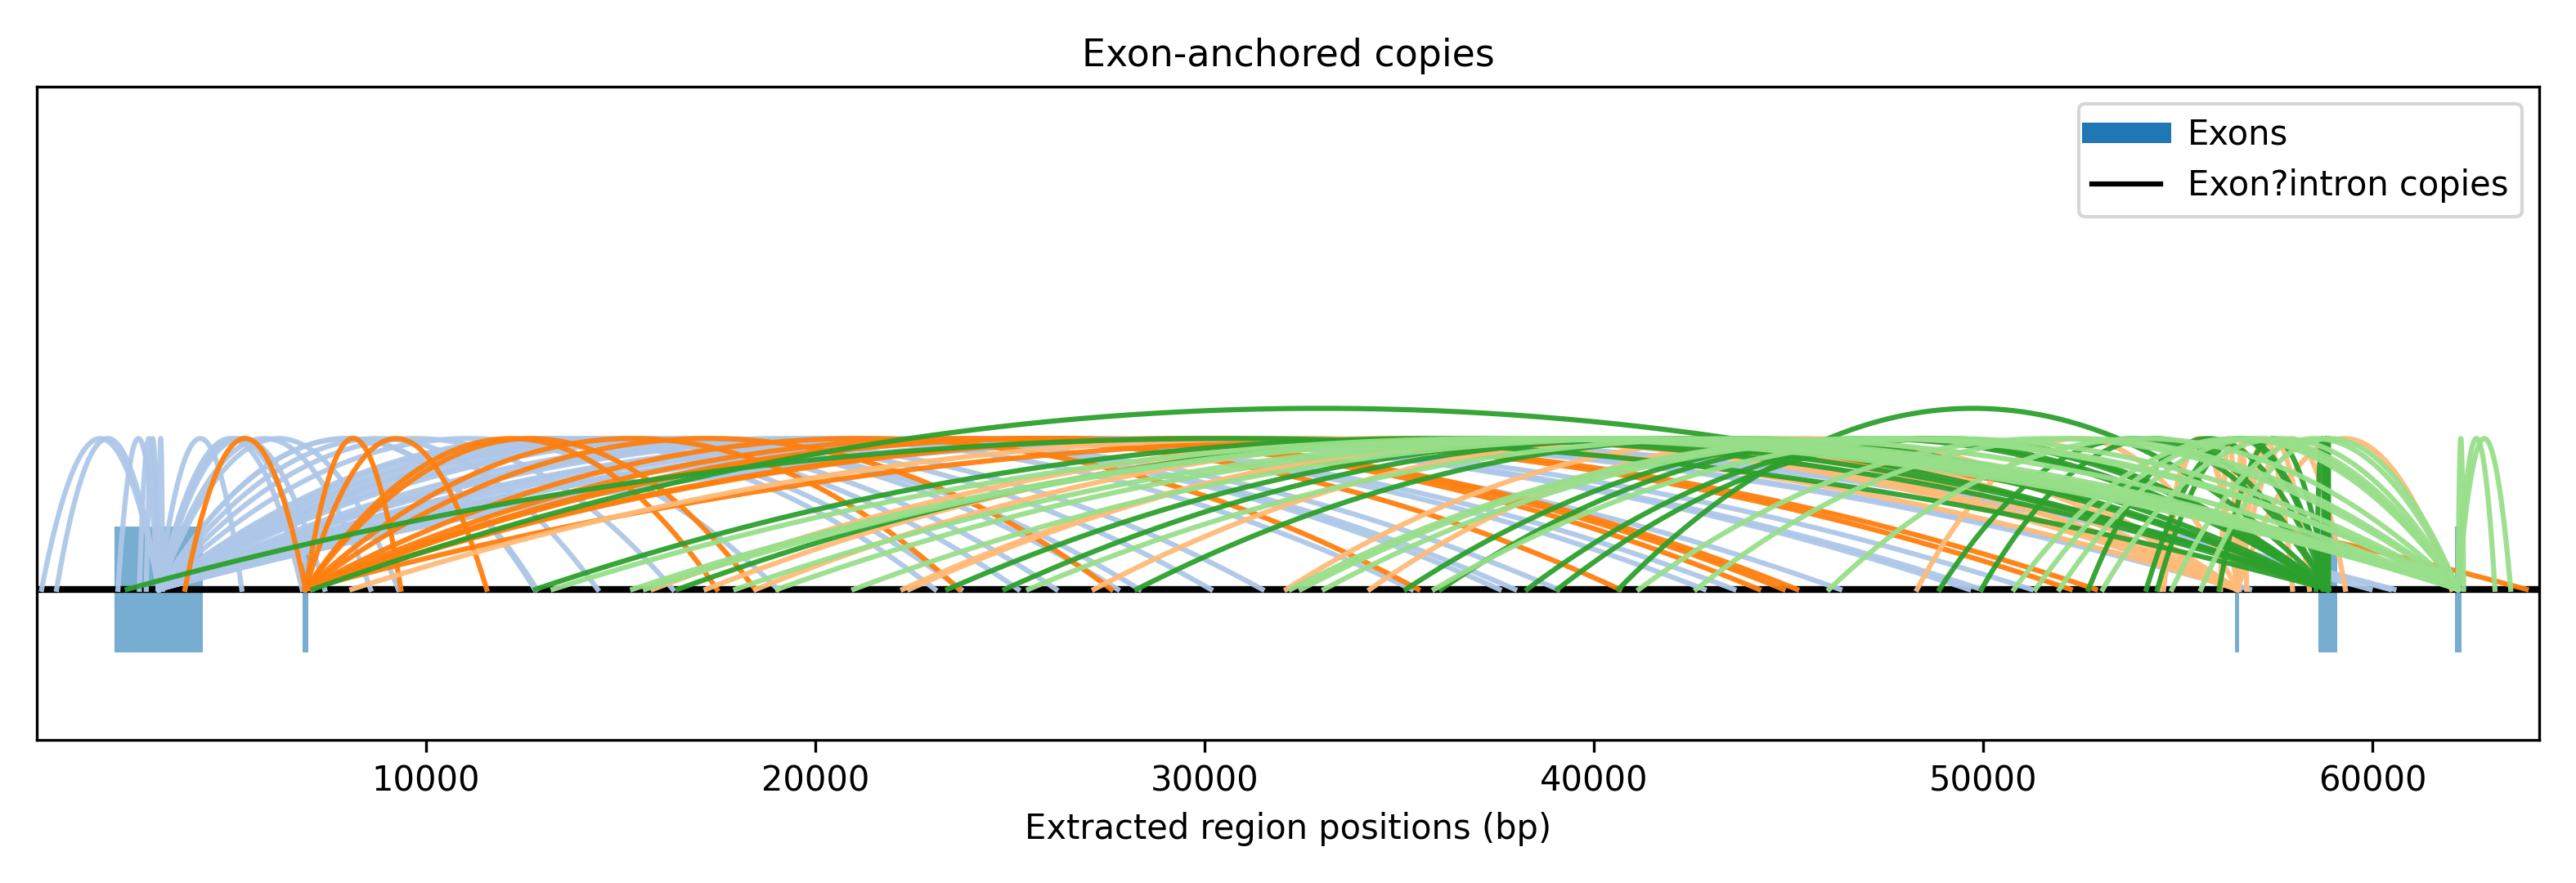 Exon-anchored copies
Exons
Exon?intron copies
10000 20000 30000 40000 50000 60000
Extracted region positions (bp)